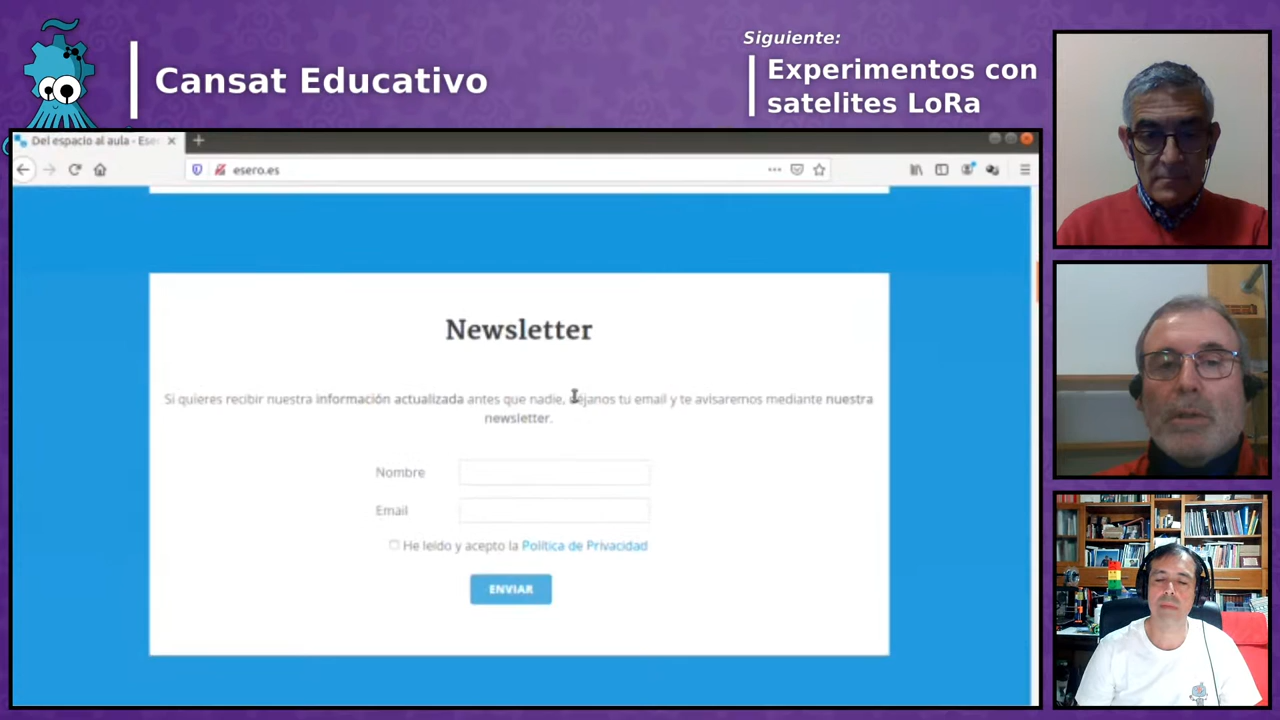 Siguiente:
Cansat Educativo
Experimentos con
satelites LoRa
Del espacio al aula - Eser
esero.es
Newsletter
Si quieres recibir nuestra información actualizada antes que nadie, déjanos tu email y te avisaremos mediante nuestra
newsletter.
Nombre
Email
He leído y acepto la Política de Privacidad
ENVIAR